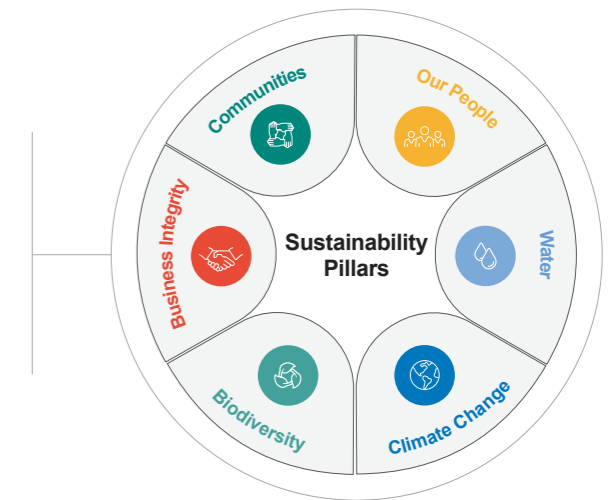 Communities
Our People
Business Integrity
Sustainability
Pillars
Water
Biodiversity
Climate Change